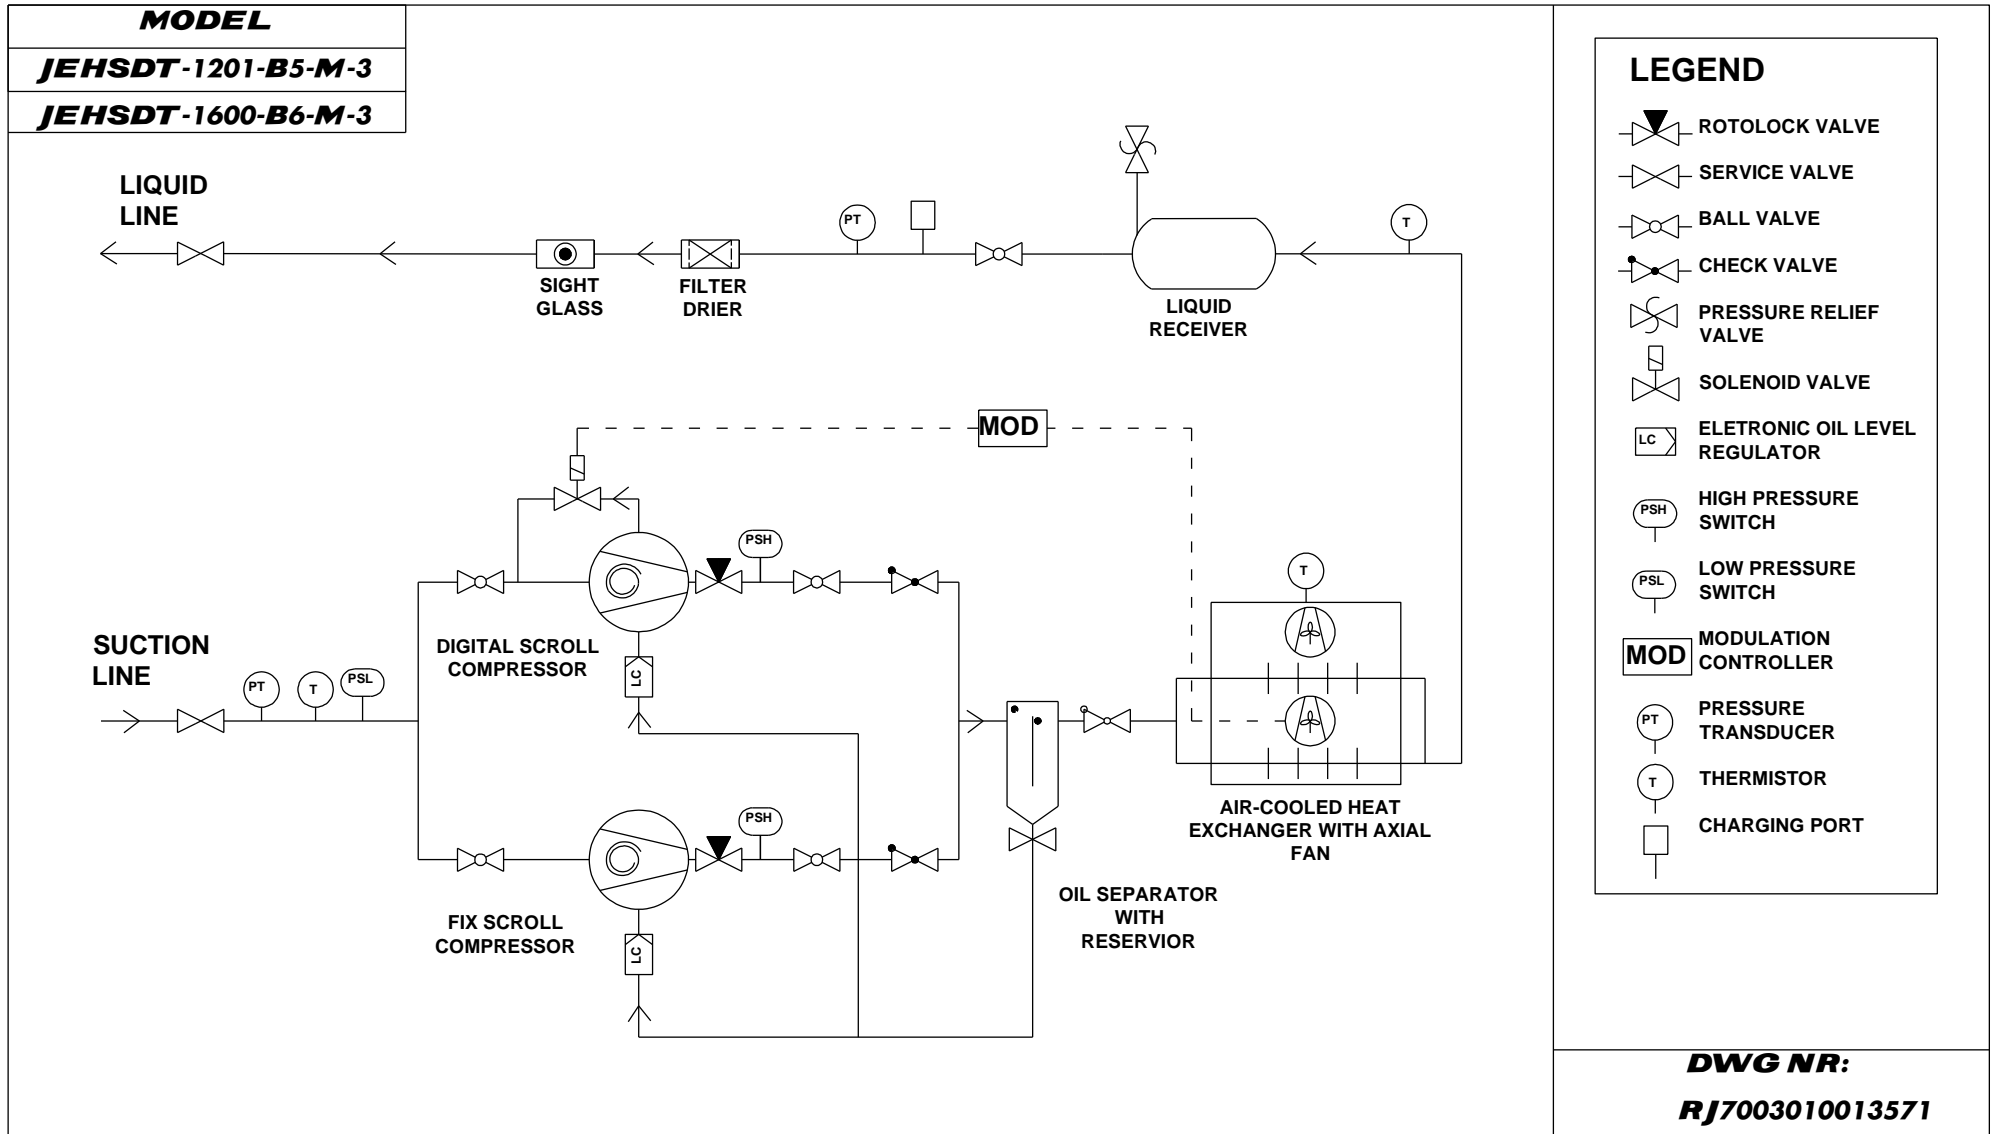 MODEL
JEHSDT-1201-B5-M-3
JEHSDT-1600-B6-M-3
LIQUID
LINE
PT
T
SIGHT
GLASS
FILTER
DRIER
LIQUID
RECEIVER
MOD
PSH
T
DIGITAL SCROLL
COMPRESSOR
SUCTION
LINE
PT
T
PSL
LC
PSH
AIR-COOLED HEAT
EXCHANGER WITH AXIAL
FAN
OIL SEPARATOR
WITH
RESERVIOR
FIX SCROLL
COMPRESSOR
LC
LEGEND
ROTOLOCK VALVE
SERVICE VALVE
BALL VALVE
CHECK VALVE
PRESSURE RELIEF
VALVE
SOLENOID VALVE
LC
ELETRONIC OIL LEVEL
REGULATOR
PSH
HIGH PRESSURE
SWITCH
PSL
LOW PRESSURE
SWITCH
MOD
MODULATION
CONTROLLER
PT
PRESSURE
TRANSDUCER
T
THERMISTOR
CHARGING PORT
DWG NR:
RJ7003010013571